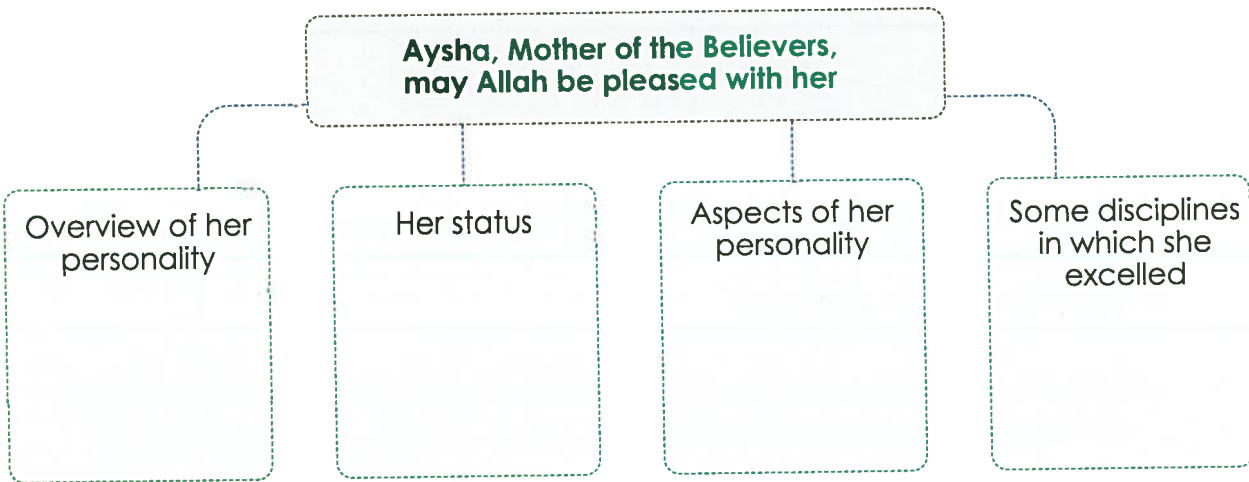 Aysha, Mother of the Believers,
may Allah be pleased with her
Overview of her
personality
Her status
Aspects of her
personality
Some disciplines
in which she
excelled